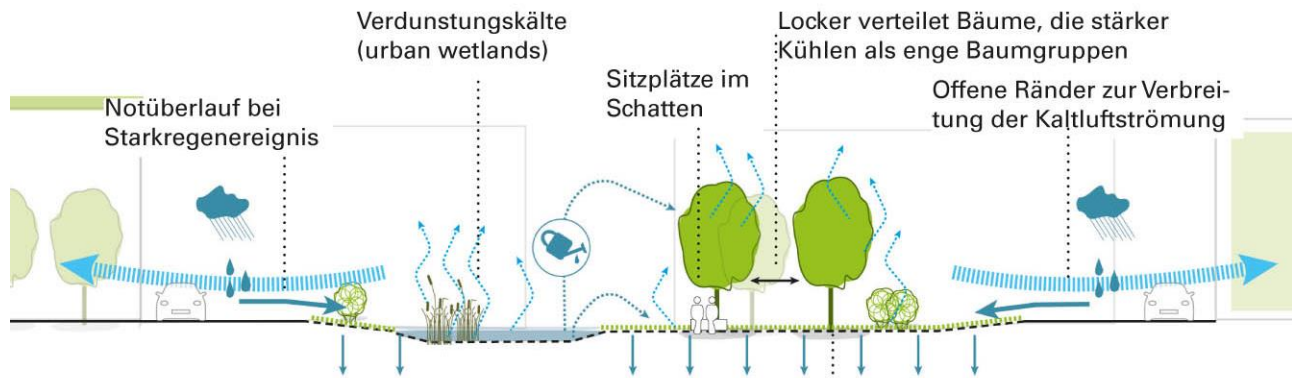 Verdunstungskälte
(urban wetlands)
Locker verteilet Bäume, die stärker
Kühlen als enge Baumgruppen
Sitzplätze im
Schatten
Offene Ränder zur Verbrei-
tung der Kaltluftströmung
Notüberlauf bei
Starkregenereignis